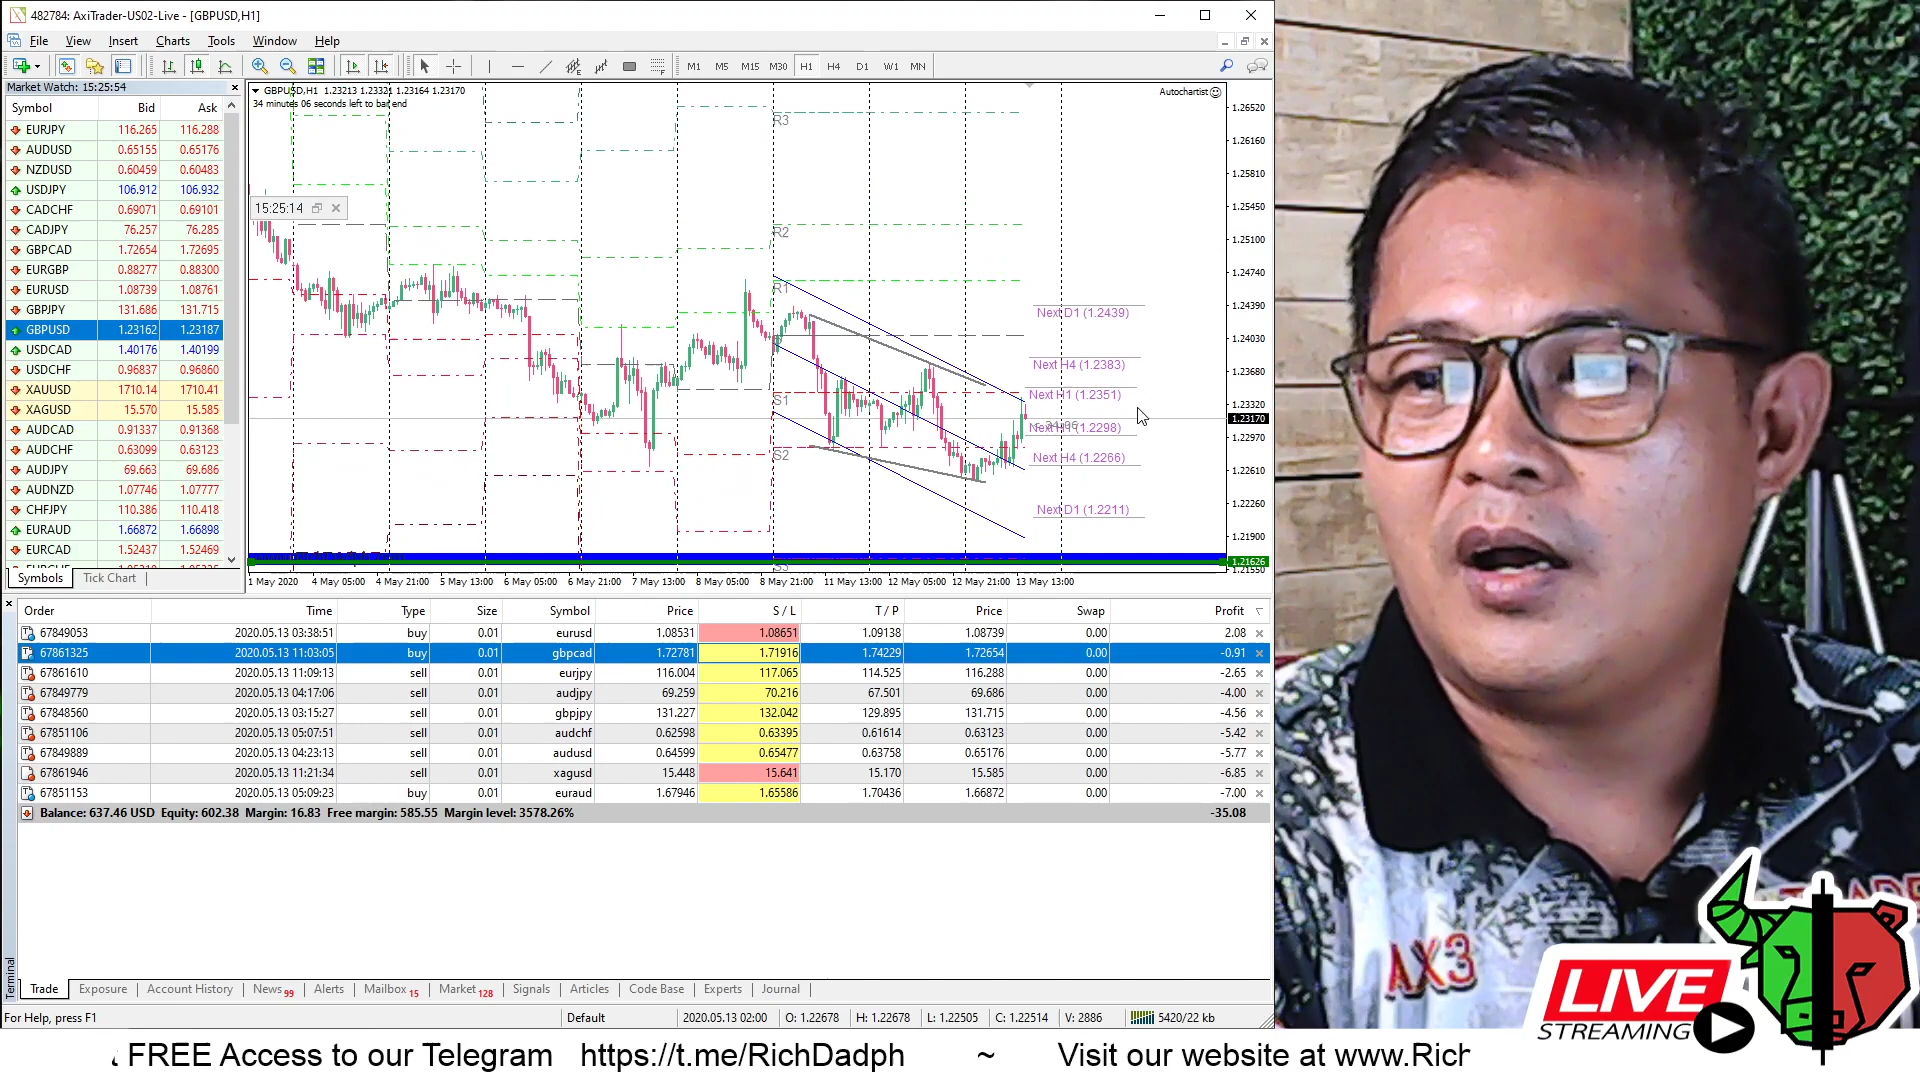 482784: AxiTrader-US02-Live - [GBPUSD,H1]
File View Insert Charts Tools Window Help
M1 M5 M15 M30 H1 H4 D1 W1 MN
Market Watch: 15:25:54
Symbol Bid Ask
EURJPY 116.265 116.288
AUDUSD 0.65155 0.65176
NZDUSD 0.60459 0.60483
USDJPY 106.912 106.932
CADCHF 0.69071 0.69101
CADJPY 76.257 76.285
GBPCAD 1.72654 1.72695
EURGBP 0.88277 0.88300
EURUSD 1.08739 1.08761
GBPJPY 131.686 131.715
GBPUSD 1.23162 1.23187
USDCAD 1.40176 1.40199
USDCHF 0.96837 0.96860
XAUUSD 1710.14 1710.41
XAGUSD 15.570 15.585
AUDCAD 0.91337 0.91368
AUDCHF 0.63099 0.63123
AUDJPY 69.663 69.686
AUDNZD 1.07746 1.07777
CHFJPY 110.386 110.418
EURAUD 1.66872 1.66898
EURCAD 1.52437 1.52469
Symbols Tick Chart
GBPUSD,H1 1.23213 1.23321 1.23164 1.23170
34 minutes 06 seconds left to bar end
Autochartist
15:25:14
R3
R2
R1
S1
S2
S3
Next D1 (1.2439)
Next H4 (1.2383)
Next H1 (1.2351)
Next H1 (1.2298)
Next H4 (1.2266)
Next D1 (1.2211)
1.26520
1.26160
1.25810
1.25450
1.25100
1.24740
1.24390
1.24030
1.23680
1.23320
1.23170
1.22970
1.22610
1.22260
1.21900
1.21626
1.21550
1 May 2020 4 May 05:00 4 May 21:00 5 May 13:00 6 May 05:00 6 May 21:00 7 May 13:00 8 May 05:00 8 May 21:00 11 May 13:00 12 May 05:00 12 May 21:00 13 May 13:00
Order Time Type Size Symbol Price S / L T / P Price Swap Profit
67849053 2020.05.13 03:38:51 buy 0.01 eurusd 1.08531 1.08651 1.09138 1.08739 0.00 2.08
67861325 2020.05.13 11:03:05 buy 0.01 gbpcad 1.72781 1.71916 1.74229 1.72654 0.00 -0.91
67861610 2020.05.13 11:09:13 sell 0.01 eurjpy 116.004 117.065 114.525 116.288 0.00 -2.65
67849779 2020.05.13 04:17:06 sell 0.01 audjpy 69.259 70.216 67.501 69.686 0.00 -4.00
67848560 2020.05.13 03:15:27 sell 0.01 gbpjpy 131.227 132.042 129.895 131.715 0.00 -4.56
67851106 2020.05.13 05:07:51 sell 0.01 audchf 0.62598 0.63395 0.61614 0.63123 0.00 -5.42
67849889 2020.05.13 04:23:13 sell 0.01 audusd 0.64599 0.65477 0.63758 0.65176 0.00 -5.77
67861946 2020.05.13 11:21:34 sell 0.01 xagusd 15.448 15.641 15.170 15.585 0.00 -6.85
67851153 2020.05.13 05:09:23 buy 0.01 euraud 1.67946 1.65586 1.70436 1.66872 0.00 -7.00
Balance: 637.46 USD Equity: 602.38 Margin: 16.83 Free margin: 585.55 Margin level: 3578.26% -35.08
Terminal
Trade Exposure Account History News 99 Alerts Mailbox 15 Market 128 Signals Articles Code Base Experts Journal
For Help, press F1 Default 2020.05.13 02:00 O: 1.22678 H: 1.22678 L: 1.22505 C: 1.22514 V: 2886 5420/22 kb
AX3
LIVE
STREAMING
FREE Access to our Telegram https://t.me/RichDadph ~ Visit our website at www.Rich